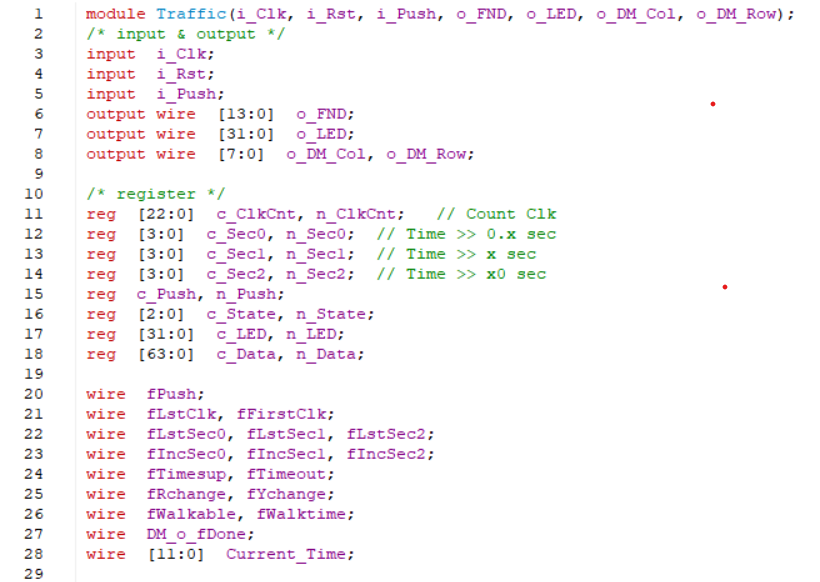 1 module Traffic(i_Clk, i_Rst, i_Push, o_FND, o_LED, o_DM_Col, o_DM_Row);
2 /* input & output */
3 input i_Clk;
4 input i_Rst;
5 input i_Push;
6 output wire [13:0] o_FND;
7 output wire [31:0] o_LED;
8 output wire [7:0] o_DM_Col, o_DM_Row;
9
10 /* register */
11 reg [22:0] c_ClkCnt, n_ClkCnt; // Count Clk
12 reg [3:0] c_Sec0, n_Sec0; // Time >> 0.x sec
13 reg [3:0] c_Sec1, n_Sec1; // Time >> x sec
14 reg [3:0] c_Sec2, n_Sec2; // Time >> x0 sec
15 reg c_Push, n_Push;
16 reg [2:0] c_State, n_State;
17 reg [31:0] c_LED, n_LED;
18 reg [63:0] c_Data, n_Data;
19
20 wire fPush;
21 wire fLstClk, fFirstClk;
22 wire fLstSec0, fLstSec1, fLstSec2;
23 wire fIncSec0, fIncSec1, fIncSec2;
24 wire fTimesup, fTimeout;
25 wire fRchange, fYchange;
26 wire fWalkable, fWalktime;
27 wire DM_o_fDone;
28 wire [11:0] Current_Time;
29